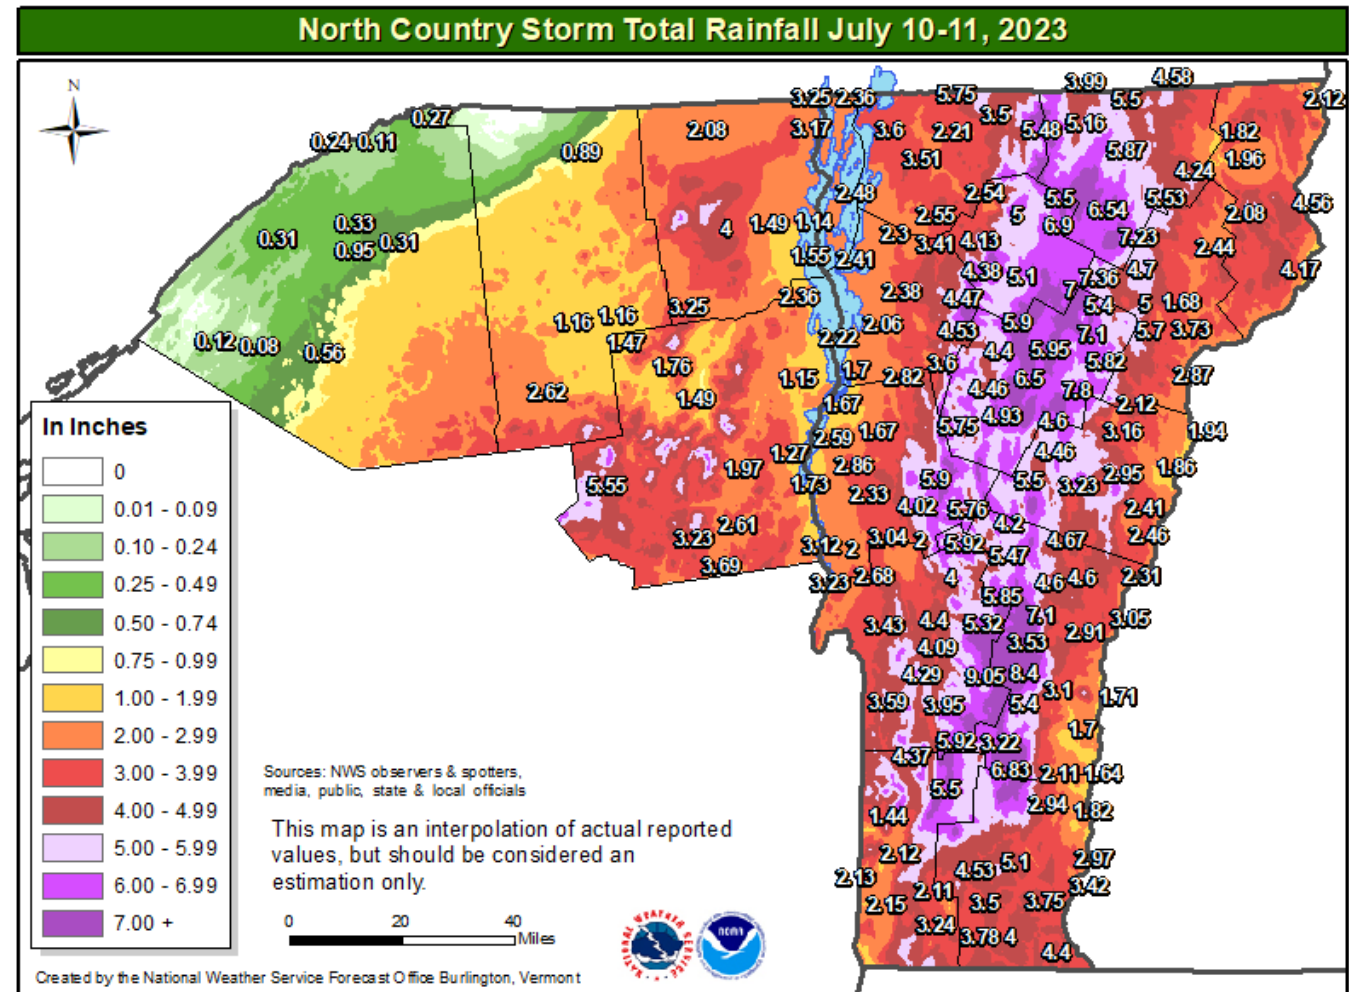 North Country Storm Total Rainfall July 10-11, 2023
N
3.99 4.58
0.27 3.25 2.36 5.75 5.5 2.12
0.24 0.11 2.08 3.17 3.6 2.21 3.5 5.48 5.16 1.82
0.89 3.51 5.87 1.96
4.24
2.48 2.54 5.5 5.53 4.56
0.33 4 1.49 1.14 2.55 5 6.9 6.54 2.08
0.31 0.95 0.31 1.55 2.41 2.3 3.41 4.13 7.23 2.44
4.38 5.1 7.36 4.7 4.17
3.25 2.36 2.38 4.47 7 5.4 5 1.68
1.16 1.16 2.06 4.53 5.9 7.1 5.7 3.73
0.12 0.08 0.56 1.47 2.22 4.4 5.95
1.76 1.15 1.7 2.82 3.6 5.82 2.87
2.62 1.49 1.67 4.46 6.5 7.8 2.12
5.75 4.93 4.6 3.16 1.94
2.59 1.67
1.27 4.46
1.97 2.86 5.9 5.5 3.23 2.95 1.86
5.55 1.73 2.33 4.02 5.76 2.41
2.61 4.2 2.46
3.23 3.12 2 3.04 2 5.92 5.47 4.67
3.69 3.23 2.68 4 4.6 4.6 2.31
5.85
3.43 4.4 5.32 7.1 2.91 3.05
4.09 3.53
4.29 9.05 8.4
3.59 3.95 5.4 3.1 1.71
1.7
4.37 5.92 3.22
6.83 2.11 1.64
5.5
1.44 2.94 1.82
2.12 4.53 5.1 2.97
2.13 2.11 3.42
2.15 3.5 3.75
3.24
3.78 4
4.4
In Inches
0
0.01 - 0.09
0.10 - 0.24
0.25 - 0.49
0.50 - 0.74
0.75 - 0.99
1.00 - 1.99
2.00 - 2.99
3.00 - 3.99
4.00 - 4.99
5.00 - 5.99
6.00 - 6.99
7.00 +
Sources: NWS observers & spotters,
media, public, state & local officials
This map is an interpolation of actual reported
values, but should be considered an
estimation only.
0 20 40
Miles
NATIONAL WEATHER SERVICE
NOAA
Created by the National Weather Service Forecast Office Burlington, Vermont